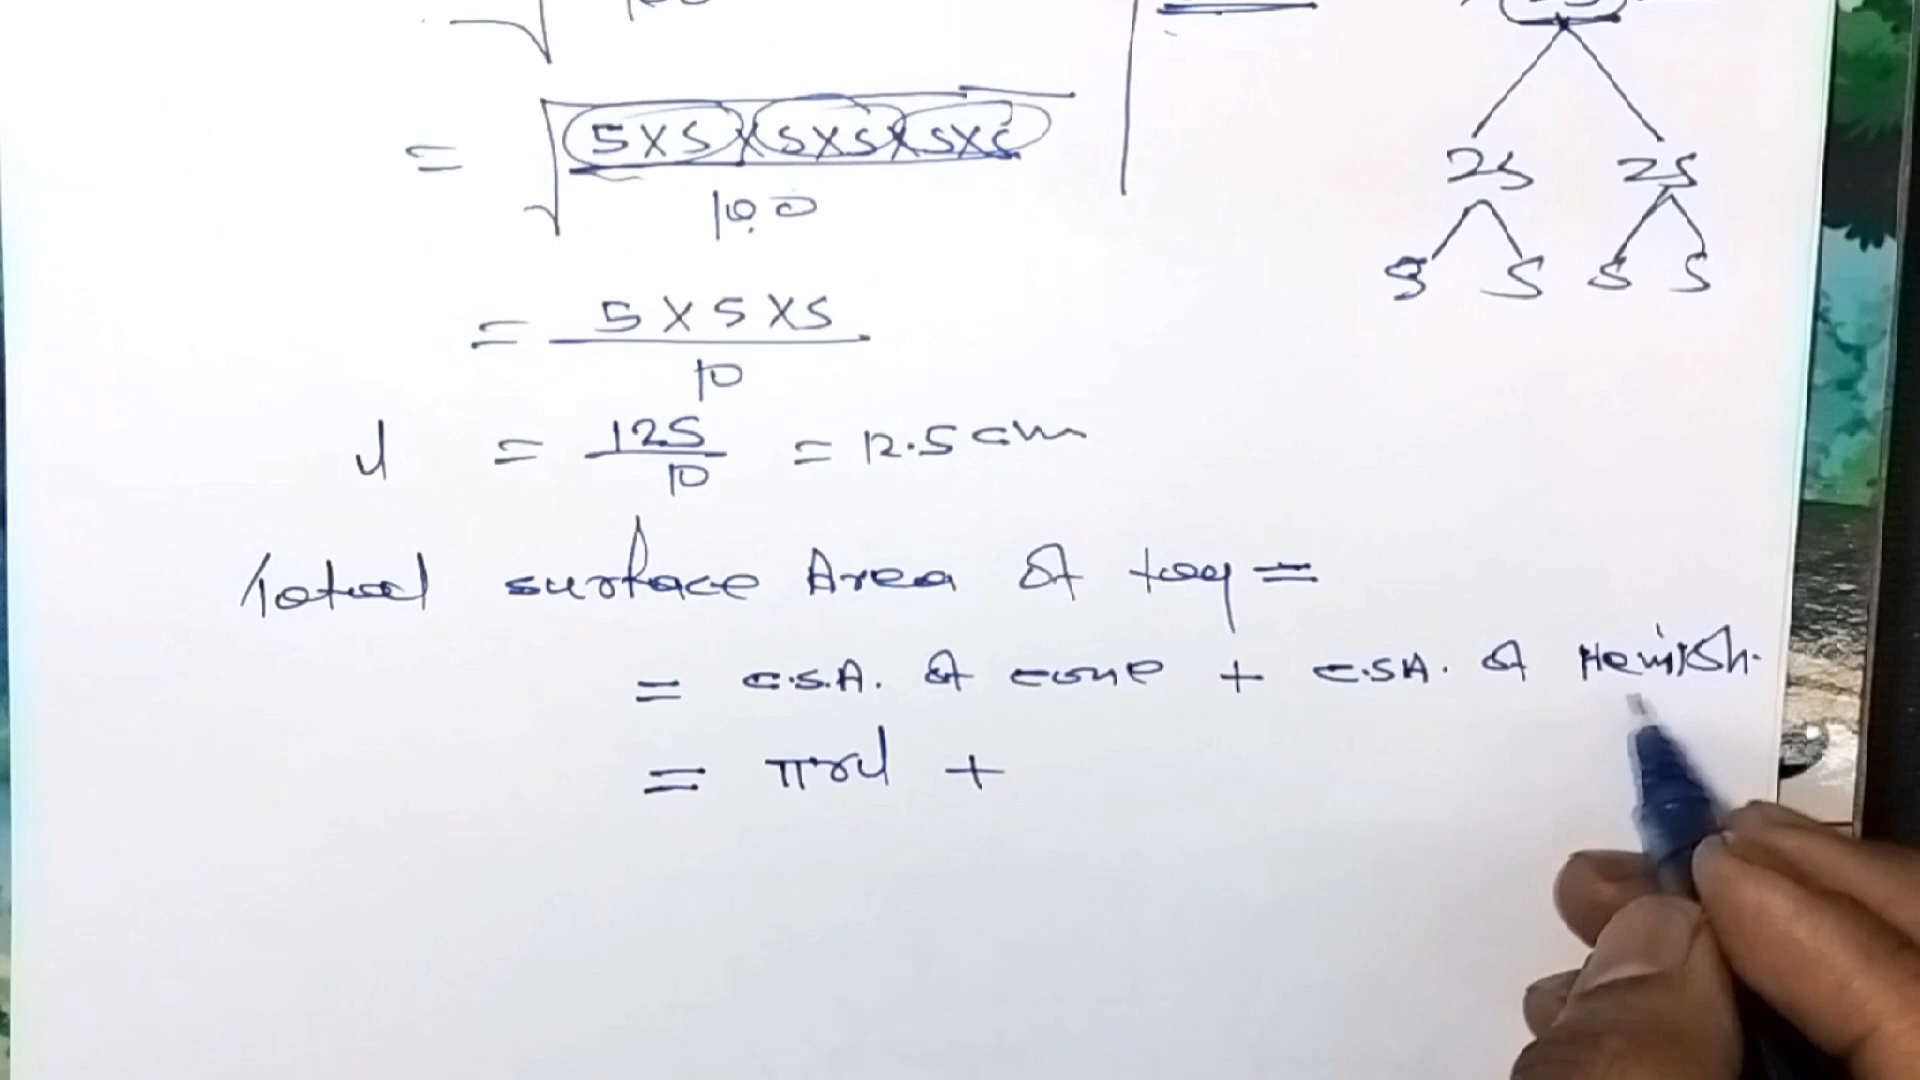 = √(5×5×5×5×5×5 / 100)
25 25
5 5 5 5
= 5×5×5 / 10
l = 125/10 = 12.5 cm
Total surface Area of toy =
= C.S.A. of cone + C.S.A. of Hemish.
= πrl +